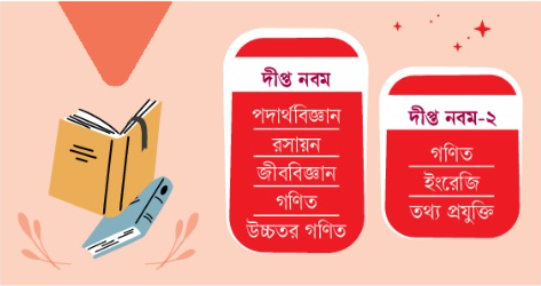 দীপ্ত নবম
পদার্থবিজ্ঞান
রসায়ন
জীববিজ্ঞান
গণিত
উচ্চতর গণিত
দীপ্ত নবম-২
গণিত
ইংরেজি
তথ্য প্রযুক্তি